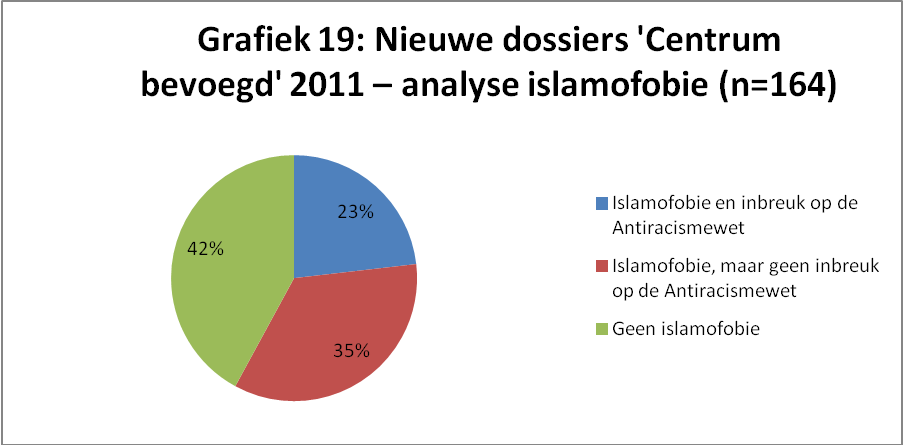 Grafiek 19: Nieuwe dossiers 'Centrum
bevoegd' 2011 – analyse islamofobie (n=164)
23%
42%
35%
Islamofobie en inbreuk op de
Antiracismewet
Islamofobie, maar geen inbreuk
op de Antiracismewet
Geen islamofobie